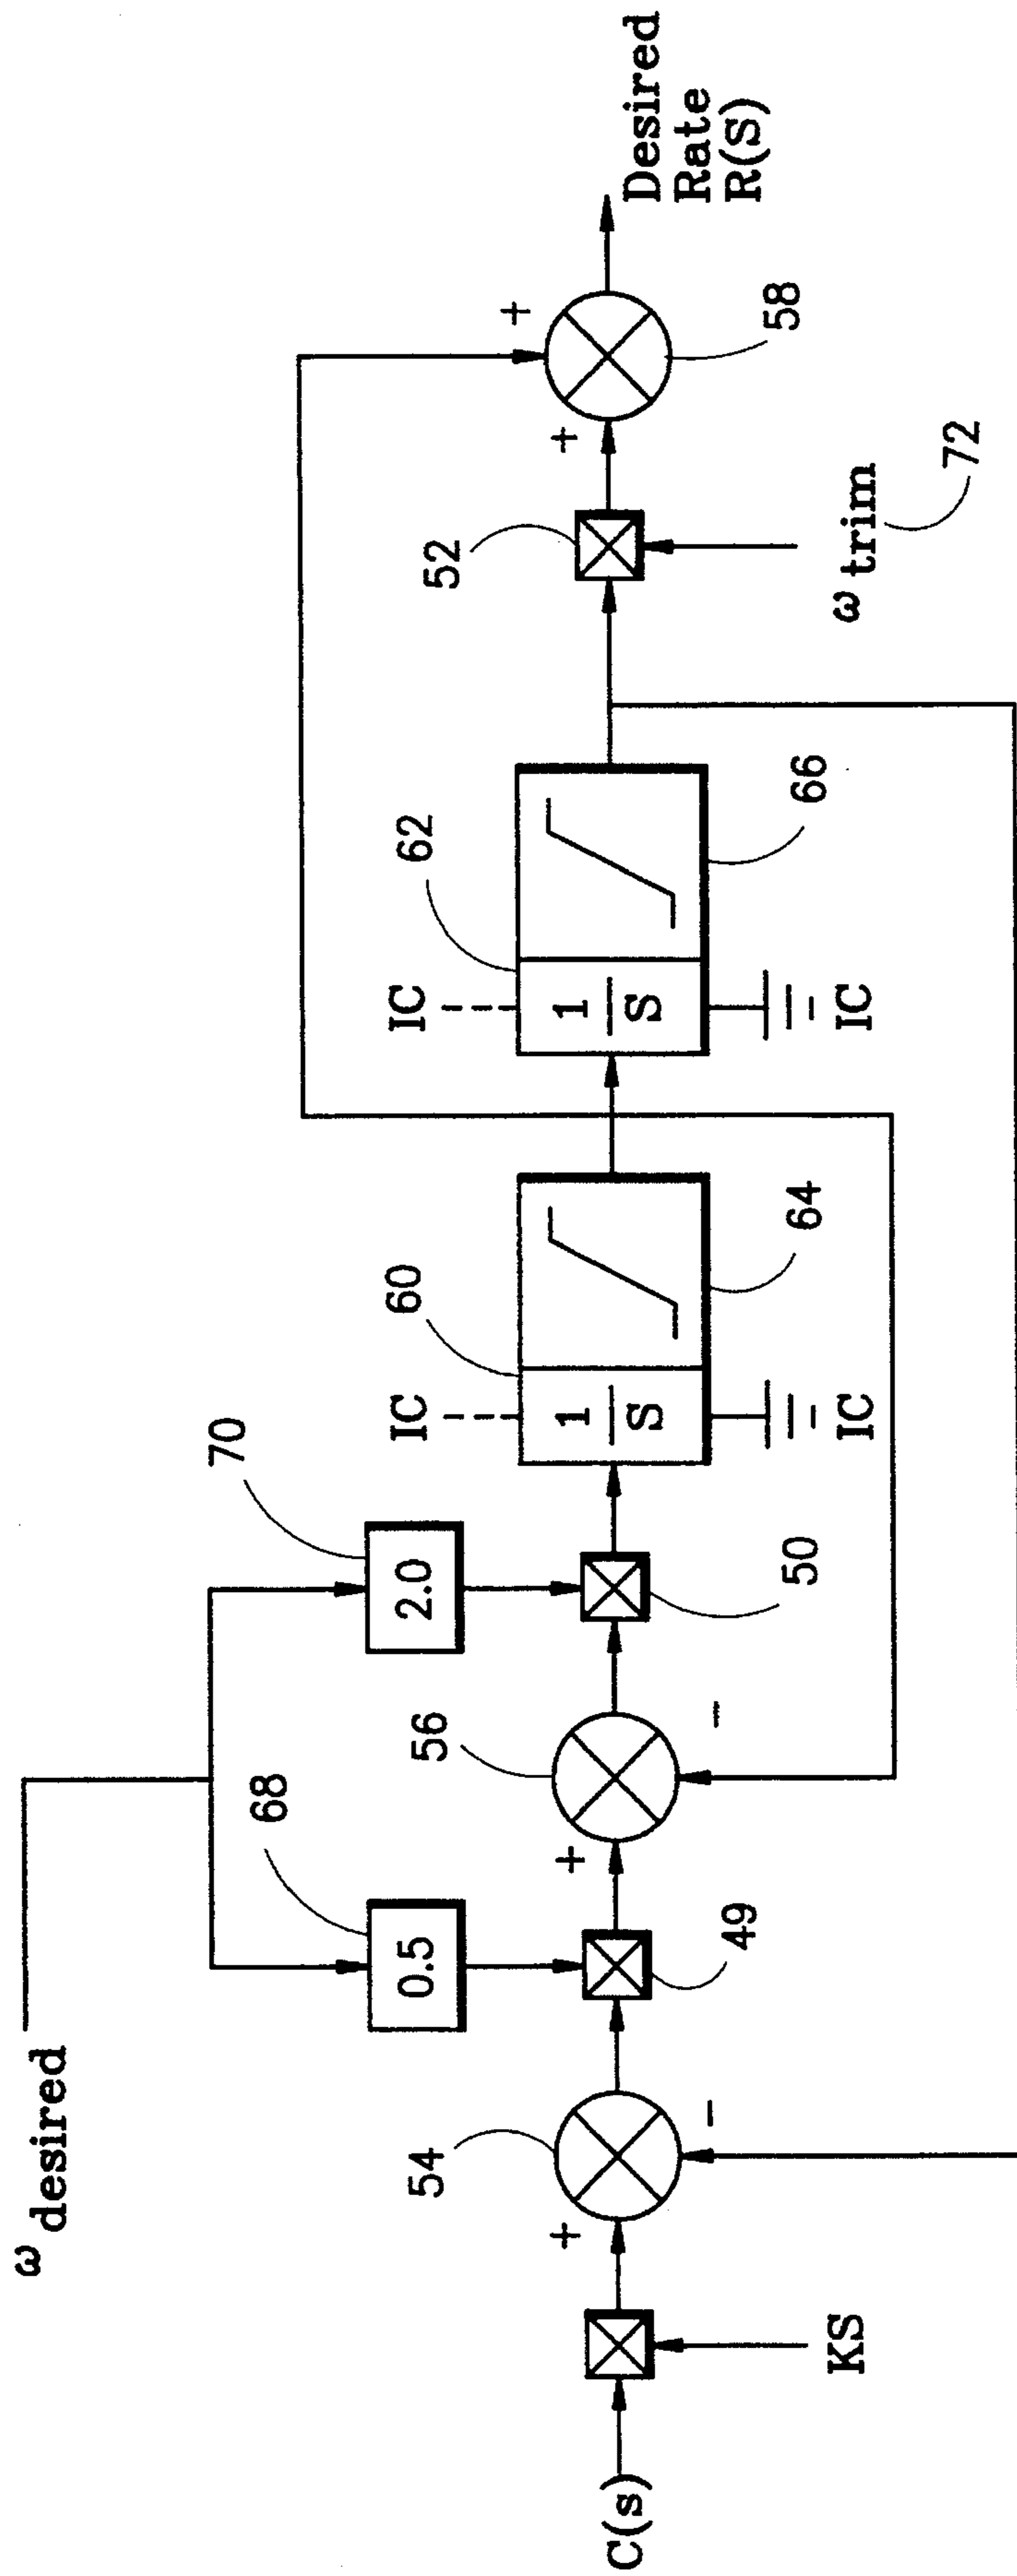 ω desired
70
68
2.0
0.5
IC
60
IC
62
52
+
Desired
Rate
R(S)
54
56
1
S
1
S
+
C(s)
+
+
-
-
49
50
IC
64
IC
66
58
KS
ω trim
72